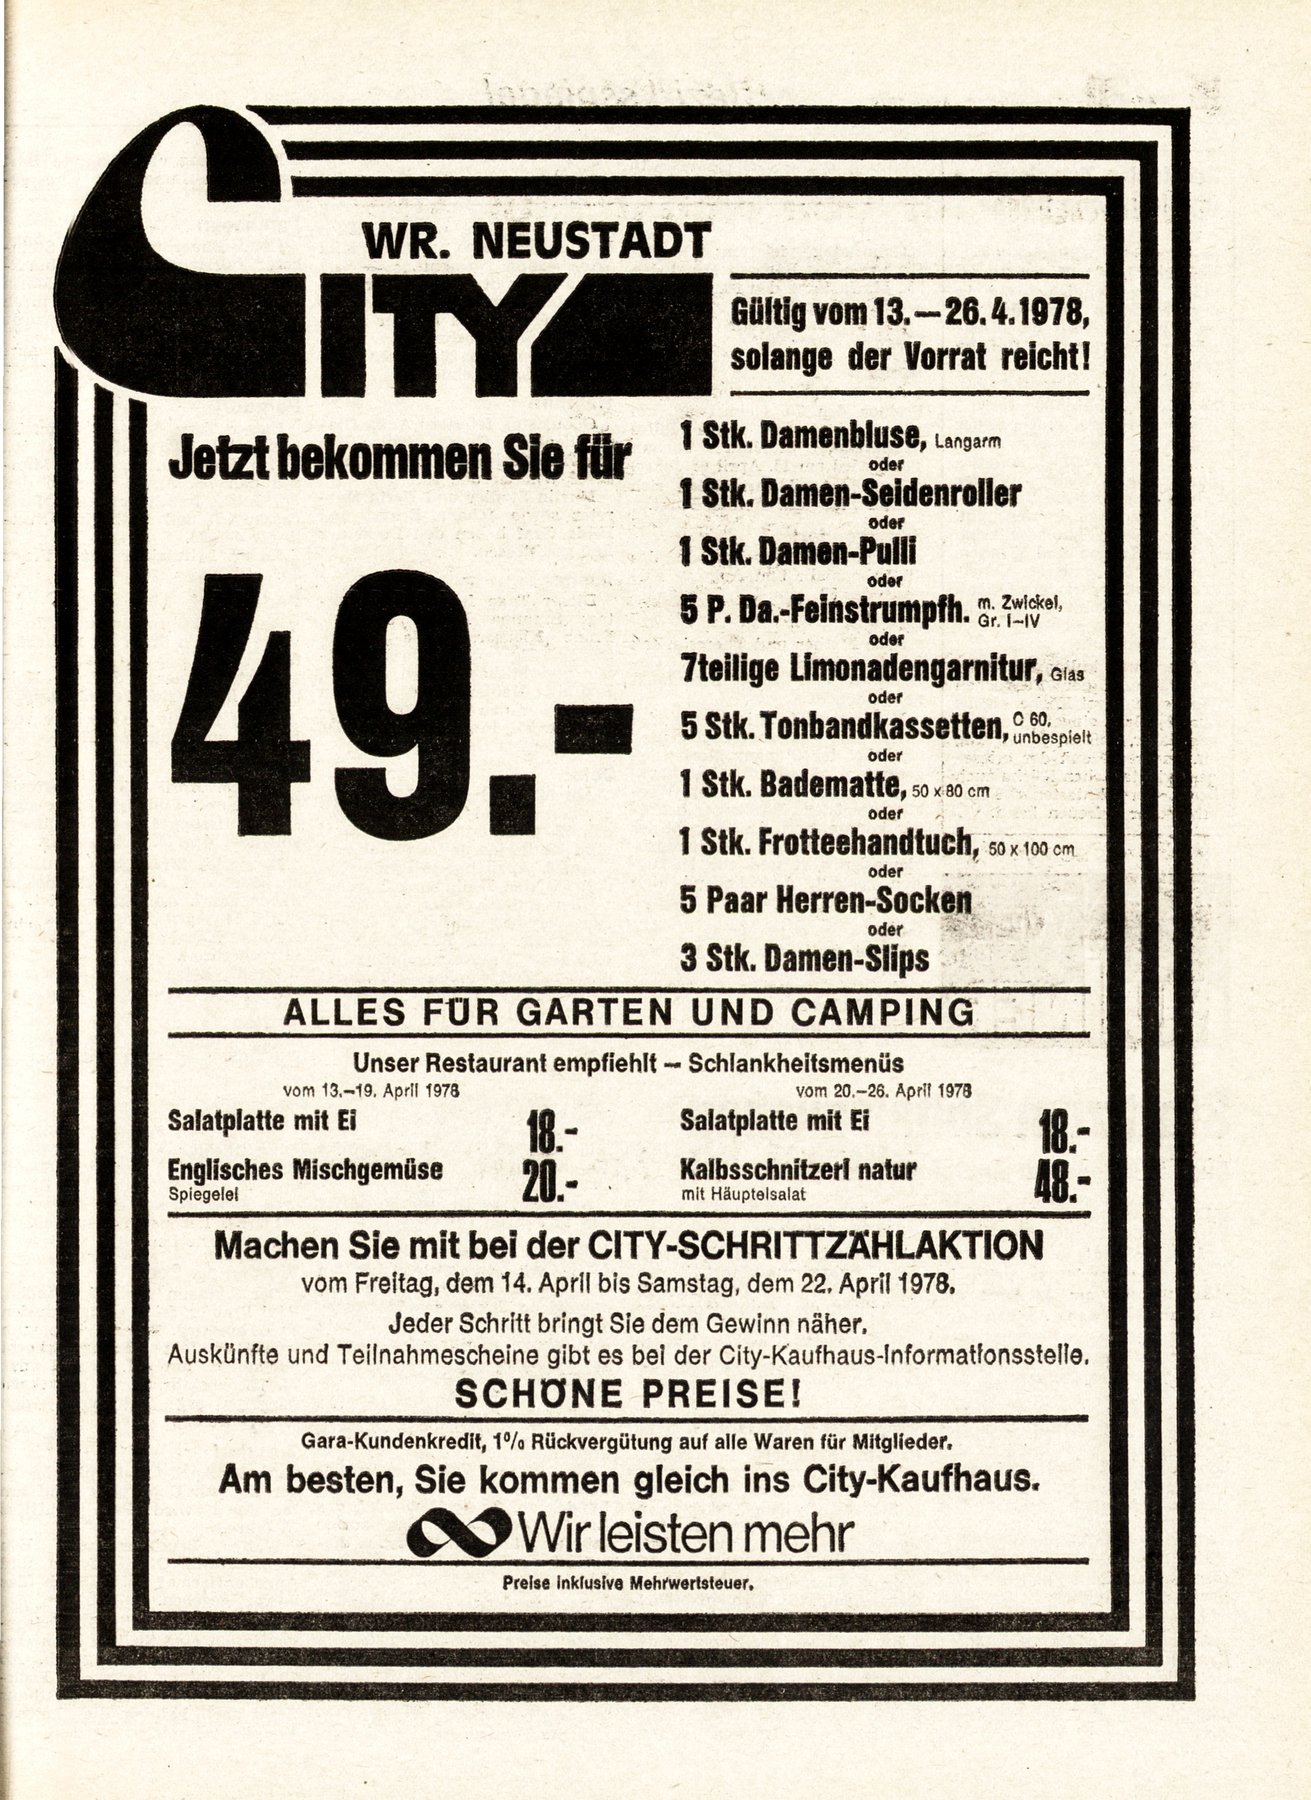 WR. NEUSTADT
CITY
Gültig vom 13.—26.4.1978,
solange der Vorrat reicht!
Jetzt bekommen Sie für
49.-
1 Stk. Damenbluse, Langarm
oder
1 Stk. Damen-Seidenroller
oder
1 Stk. Damen-Pulli
oder
5 P. Da.-Feinstrumpfh. m. Zwickel,
Gr. I–IV
oder
7teilige Limonadengarnitur, Glas
oder
5 Stk. Tonbandkassetten, C 60,
unbespielt
oder
1 Stk. Badematte, 50 x 80 cm
oder
1 Stk. Frotteehandtuch, 50 x 100 cm
oder
5 Paar Herren-Socken
oder
3 Stk. Damen-Slips
ALLES FÜR GARTEN UND CAMPING
Unser Restaurant empfiehlt – Schlankheitsmenüs
vom 13.–19. April 1978
Salatplatte mit Ei 18.-
Englisches Mischgemüse 20.-
Spiegelei
vom 20.–26. April 1978
Salatplatte mit Ei 18.-
Kalbsschnitzerl natur 48.-
mit Häuptelsalat
Machen Sie mit bei der CITY-SCHRITTZÄHLAKTION
vom Freitag, dem 14. April bis Samstag, dem 22. April 1978.
Jeder Schritt bringt Sie dem Gewinn näher.
Auskünfte und Teilnahmescheine gibt es bei der City-Kaufhaus-Informationsstelle.
SCHÖNE PREISE!
Gara-Kundenkredit, 1% Rückvergütung auf alle Waren für Mitglieder.
Am besten, Sie kommen gleich ins City-Kaufhaus.
Wir leisten mehr
Preise inklusive Mehrwertsteuer.